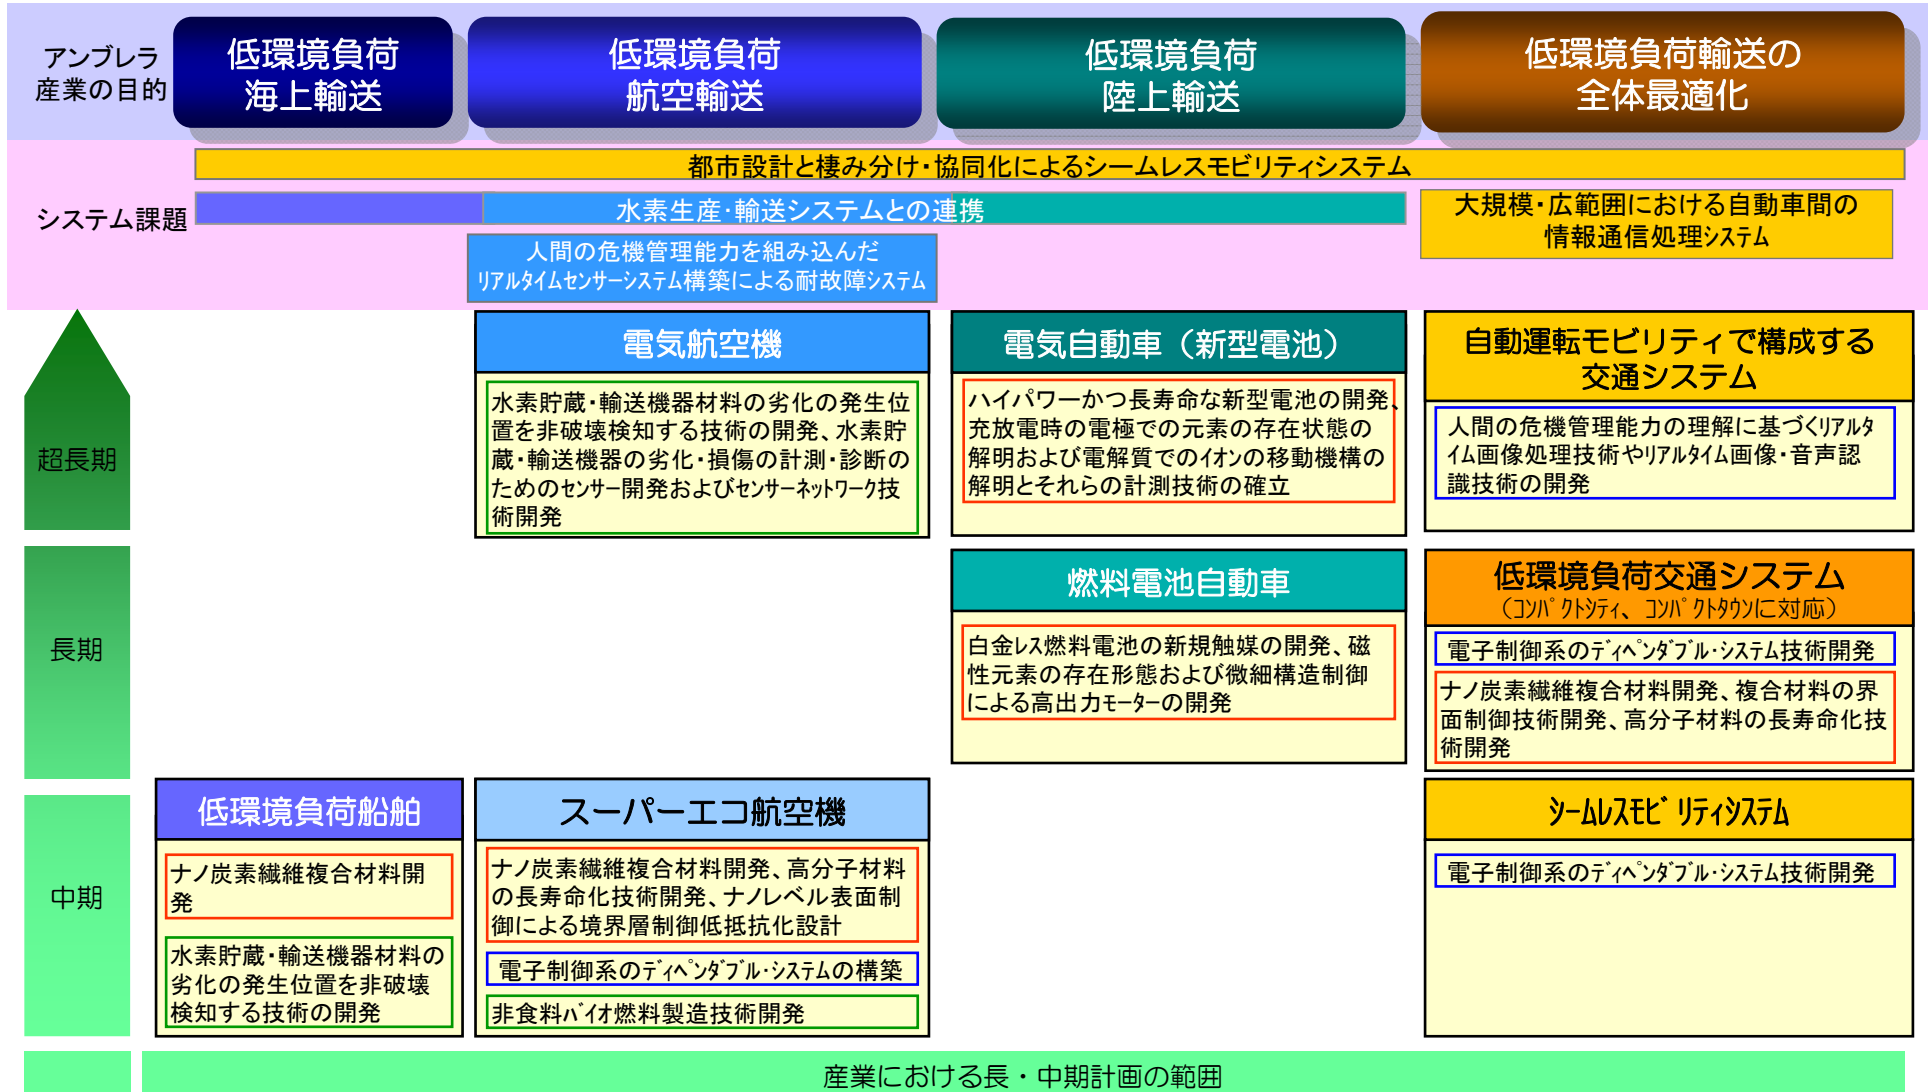 アンブレラ
産業の目的
低環境負荷
海上輸送
低環境負荷
航空輸送
低環境負荷
陸上輸送
低環境負荷輸送の
全体最適化
都市設計と棲み分け・協同化によるシームレスモビリティシステム
システム課題
水素生産・輸送システムとの連携
大規模・広範囲における自動車間の
情報通信処理システム
人間の危機管理能力を組み込んだ
リアルタイムセンサーシステム構築による耐故障システム
超長期
電気航空機
水素貯蔵・輸送機器材料の劣化の発生位
置を非破壊検知する技術の開発、水素貯
蔵・輸送機器の劣化・損傷の計測・診断の
ためのセンサー開発およびセンサーネットワーク技
術開発
電気自動車（新型電池）
ハイパワーかつ長寿命な新型電池の開発、
充放電時の電極での元素の存在状態の
解明および電解質でのイオンの移動機構の
解明とそれらの計測技術の確立
自動運転モビリティで構成する
交通システム
人間の危機管理能力の理解に基づくリアルタ
イム画像処理技術やリアルタイム画像・音声認
識技術の開発
長期
燃料電池自動車
白金レス燃料電池の新規触媒の開発、磁
性元素の存在形態および微細構造制御
による高出力モーターの開発
低環境負荷交通システム
（コンパクトシティ、コンパクトタウンに対応）
電子制御系のディペンダブル・システム技術開発
ナノ炭素繊維複合材料開発、複合材料の界
面制御技術開発、高分子材料の長寿命化技
術開発
中期
低環境負荷船舶
ナノ炭素繊維複合材料開
発
水素貯蔵・輸送機器材料の
劣化の発生位置を非破壊
検知する技術の開発
スーパーエコ航空機
ナノ炭素繊維複合材料開発、高分子材料
の長寿命化技術開発、ナノレベル表面制
御による境界層制御低抵抗化設計
電子制御系のディペンダブル・システムの構築
非食料バイオ燃料製造技術開発
シームレスモビリティシステム
電子制御系のディペンダブル・システム技術開発
産業における長・中期計画の範囲